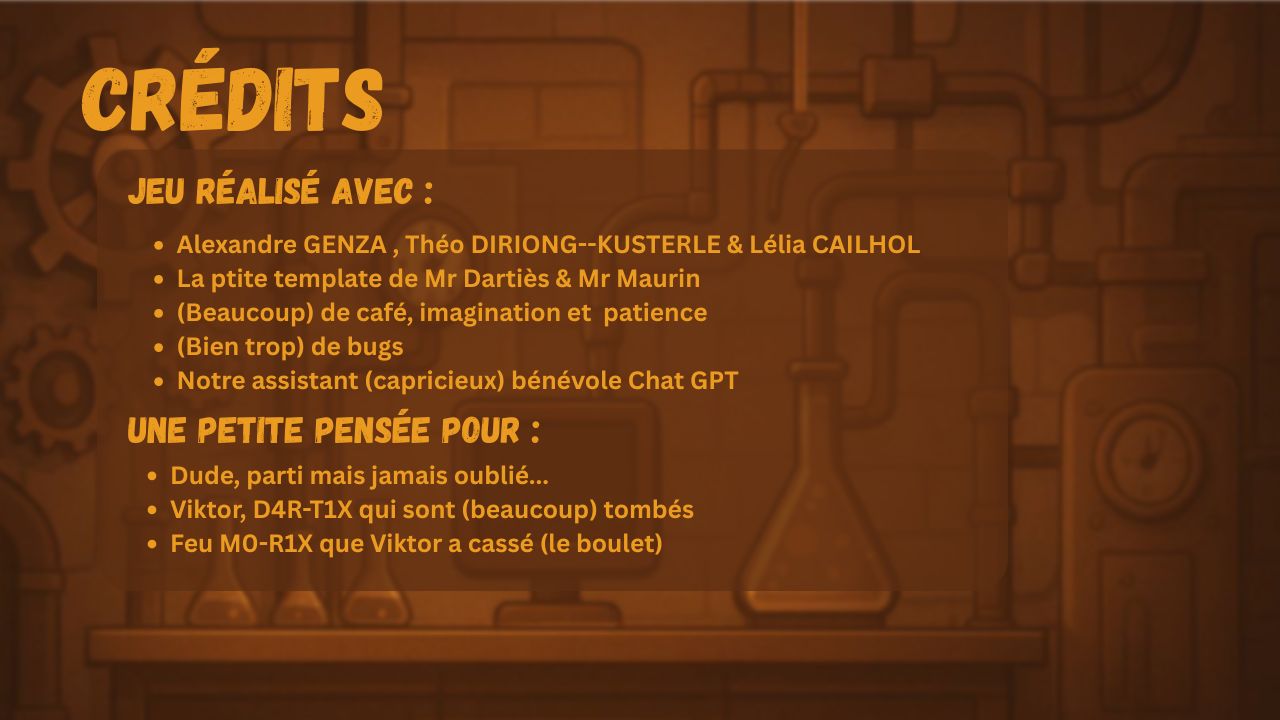 CRÉDITS
JEU RÉALISÉ AVEC :
• Alexandre GENZA , Théo DIRIONG--KUSTERLE & Lélia CAILHOL
• La ptite template de Mr Dartiès & Mr Maurin
• (Beaucoup) de café, imagination et  patience
• (Bien trop) de bugs
• Notre assistant (capricieux) bénévole Chat GPT
UNE PETITE PENSÉE POUR :
• Dude, parti mais jamais oublié...
• Viktor, D4R-T1X qui sont (beaucoup) tombés
• Feu M0-R1X que Viktor a cassé (le boulet)